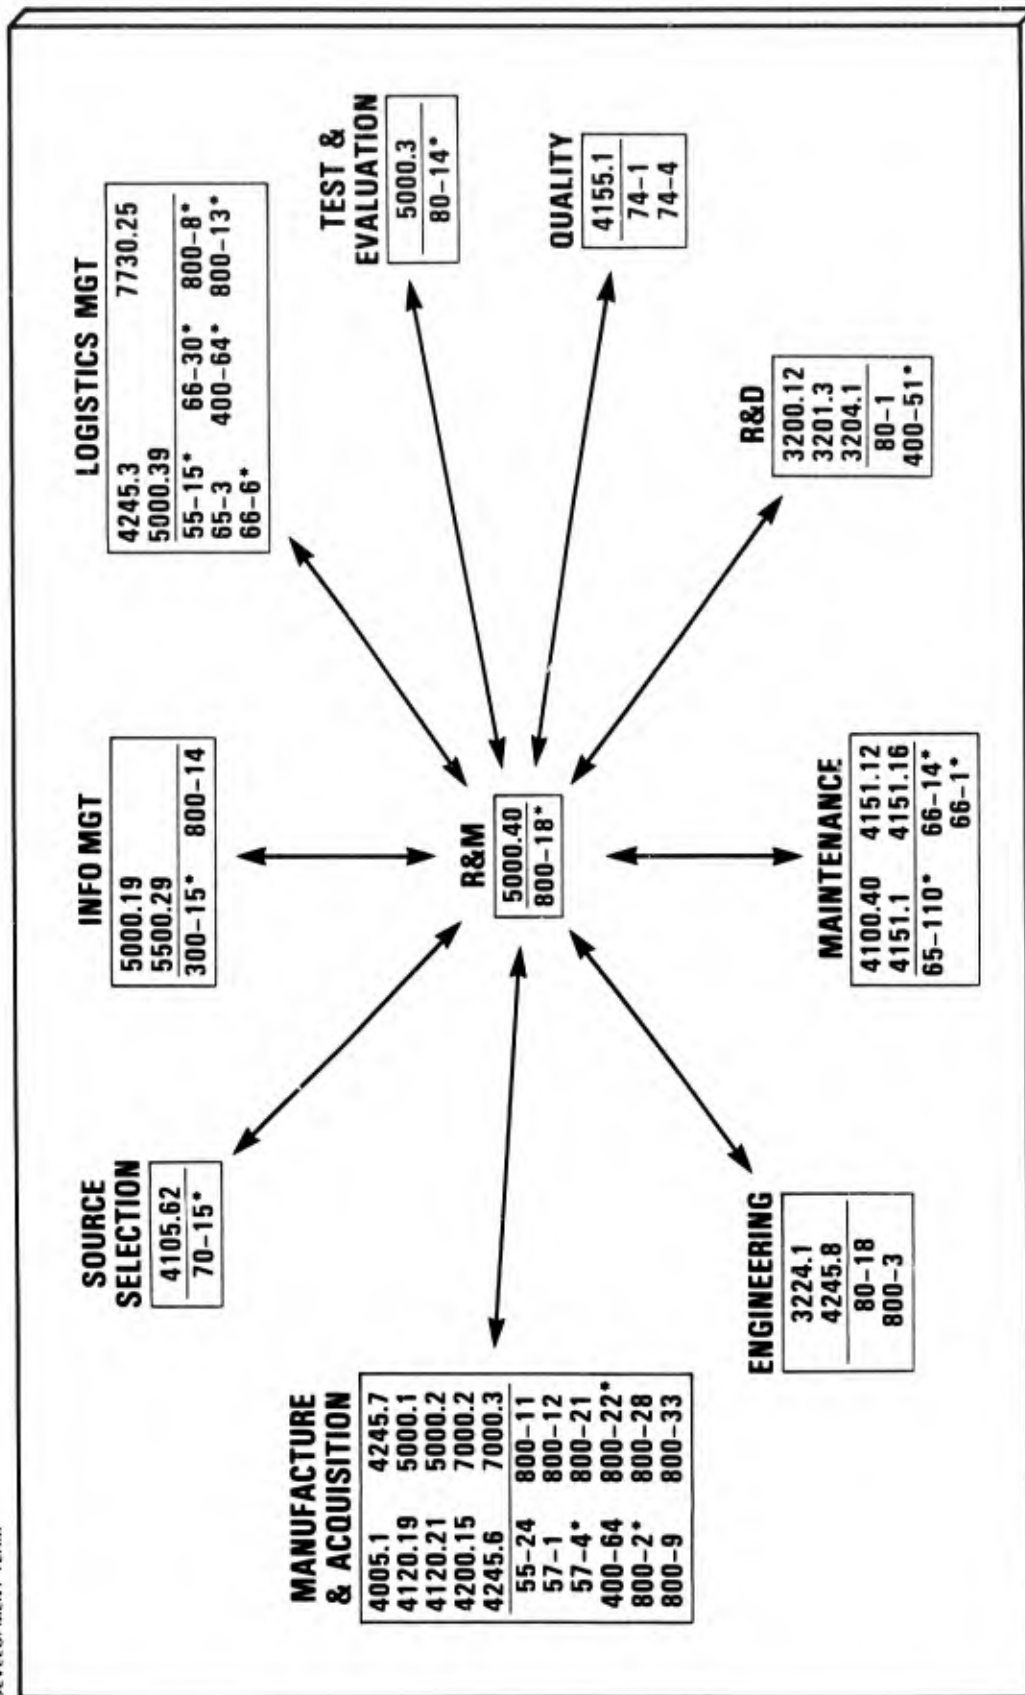 SOURCE
SELECTION
4105.62
70-15*
INFO MGT
5000.19
5500.29
300-15* 800-14
LOGISTICS MGT
4245.3 7730.25
5000.39
55-15* 66-30* 800-8*
65-3 400-64* 800-13*
66-6*
MANUFACTURE
& ACQUISITION
4005.1 4245.7
4120.19 5000.1
4120.21 5000.2
4200.15 7000.2
4245.6 7000.3
55-24 800-11
57-1 800-12
57-4* 800-21
400-64 800-22*
800-2* 800-28
800-9 800-33
R&M
5000.40
800-18*
TEST &
EVALUATION
5000.3
80-14*
QUALITY
4155.1
74-1
74-4
ENGINEERING
3224.1
4245.8
80-18
800-3
MAINTENANCE
4100.40 4151.12
4151.1 4151.16
65-110* 66-14*
66-1*
R&D
3200.12
3201.3
3204.1
80-1
400-51*